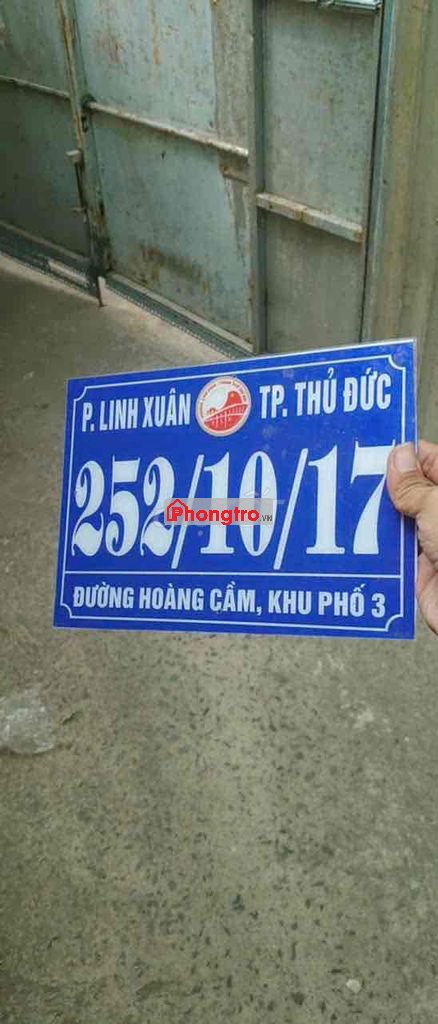 P. LINH XUÂN TP. THỦ ĐỨC
252/10/17
Phongtro.VN
ĐƯỜNG HOÀNG CẦM, KHU PHỐ 3